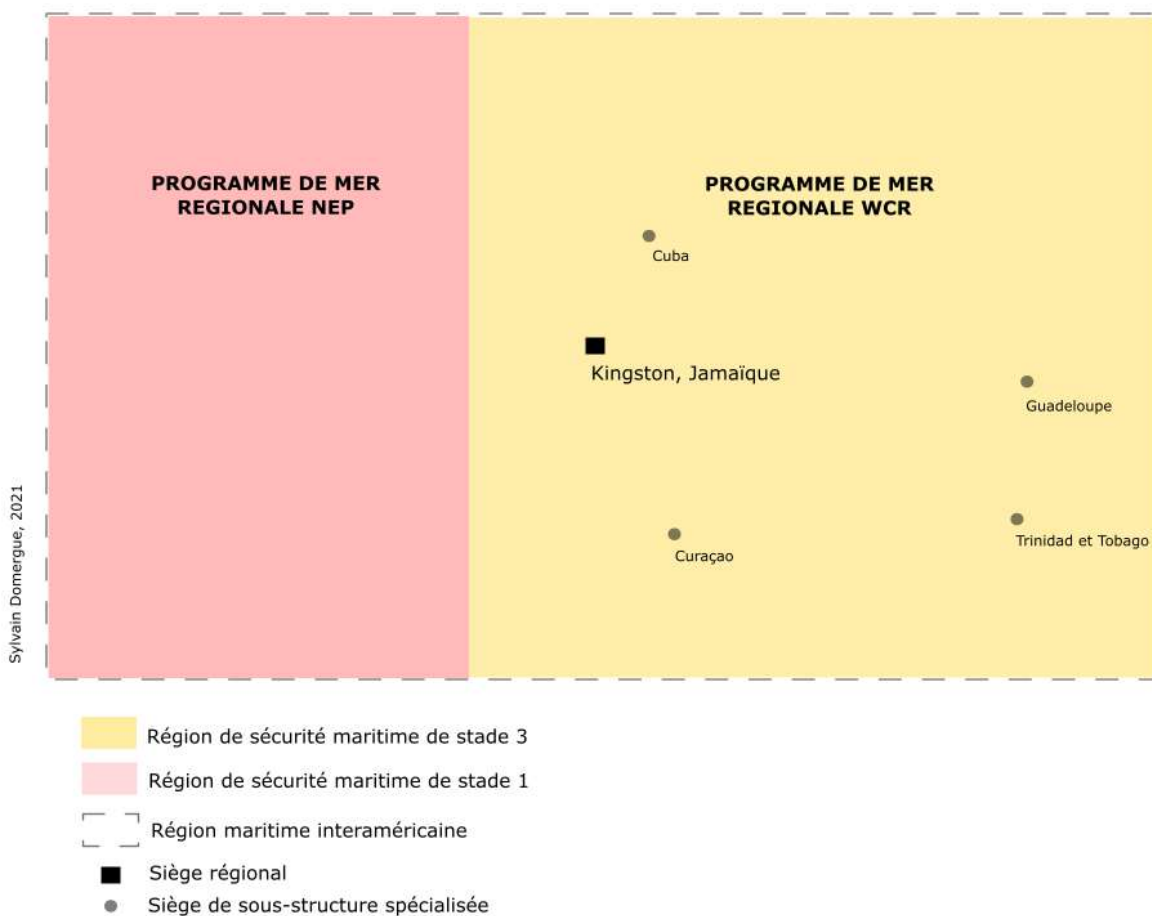 PROGRAMME DE MER
REGIONALE NEP
PROGRAMME DE MER
REGIONALE WCR
Cuba
Kingston, Jamaïque
Guadeloupe
Curaçao
Trinidad et Tobago
Sylvain Domergue, 2021
Région de sécurité maritime de stade 3
Région de sécurité maritime de stade 1
Région maritime interaméricaine
Siège régional
Siège de sous-structure spécialisée